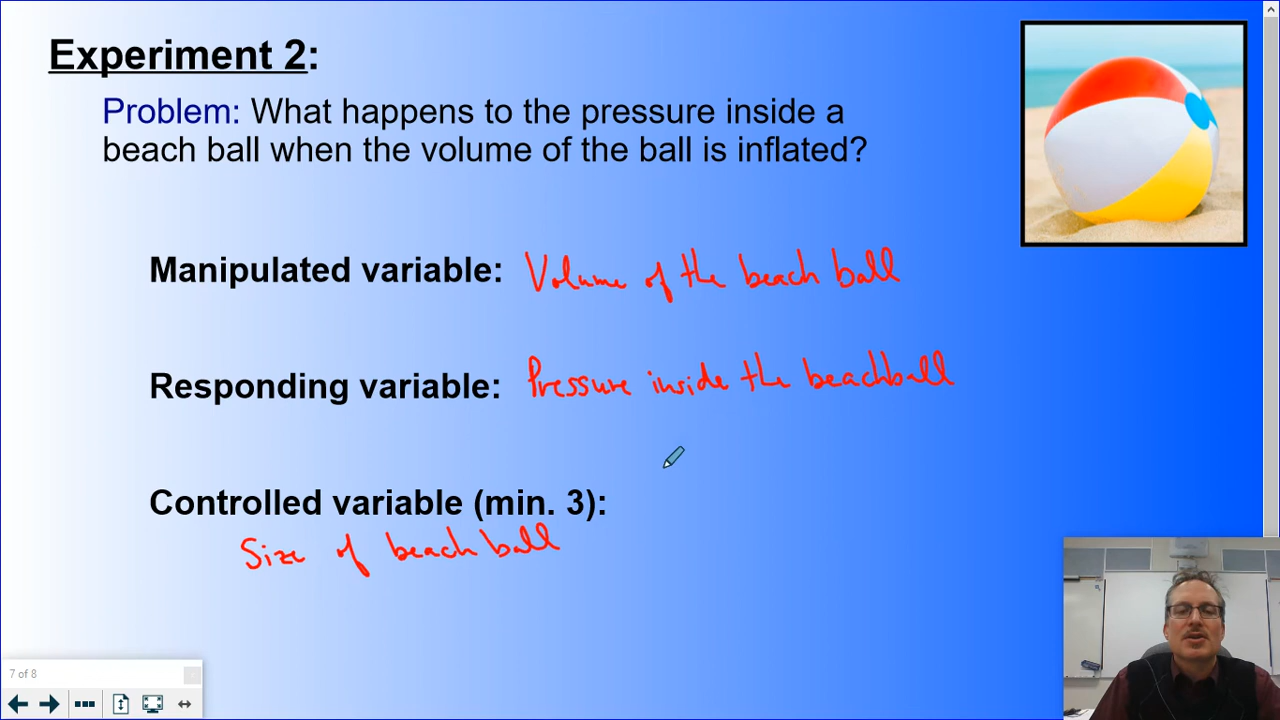 Experiment 2:
Problem: What happens to the pressure inside a
beach ball when the volume of the ball is inflated?
Manipulated variable: Volume of the beach ball
Responding variable: Pressure inside the beachball
Controlled variable (min. 3):
Size of beach ball
7 of 8